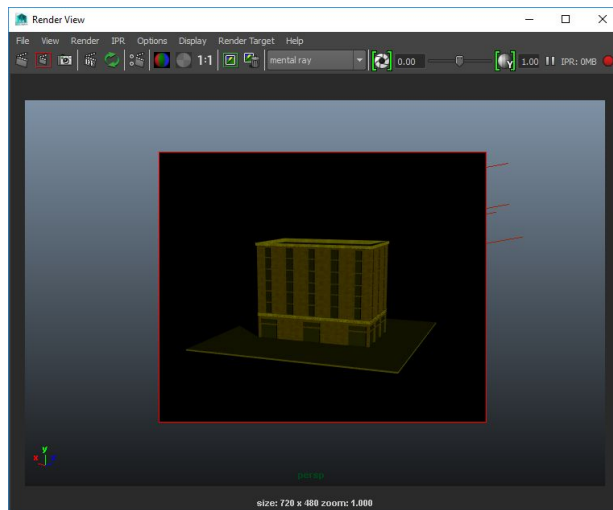 Render View
File View Render IPR Options Display Render Target Help
1:1 mental ray 0.00 1.00 IPR: 0MB
y
x
persp
size: 720 x 480 zoom: 1.000